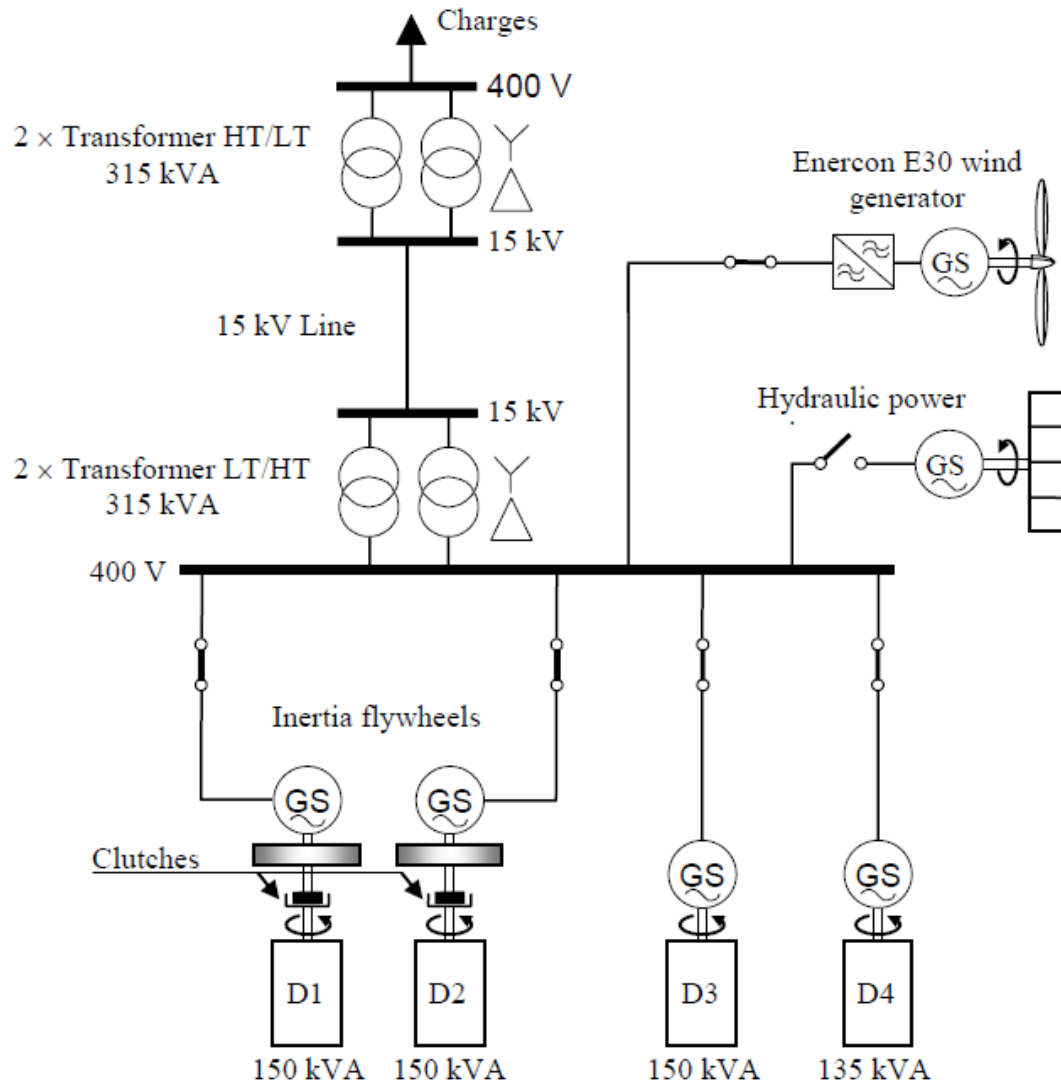 Charges
400 V
2 × Transformer HT/LT
315 kVA
15 kV
Enercon E30 wind
generator
GS
15 kV Line
15 kV
Hydraulic power
GS
2 × Transformer LT/HT
315 kVA
400 V
Inertia flywheels
GS
GS
Clutches
GS
GS
D1
D2
D3
D4
150 kVA
150 kVA
150 kVA
135 kVA